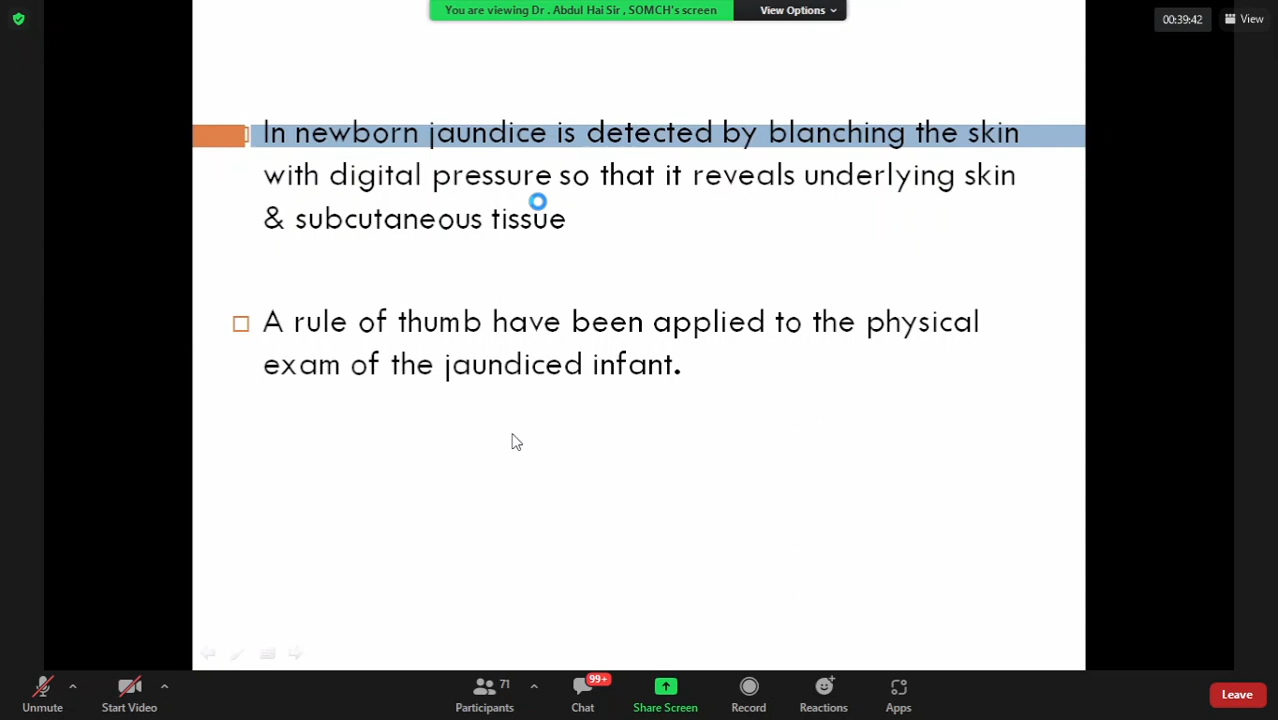 You are viewing Dr . Abdul Hai Sir , SOMCH's screen
View Options
00:39:42
View
In newborn jaundice is detected by blanching the skin
with digital pressure so that it reveals underlying skin
& subcutaneous tissue
A rule of thumb have been applied to the physical
exam of the jaundiced infant.
Unmute
Start Video
71
Participants
99+
Chat
Share Screen
Record
Reactions
Apps
Leave